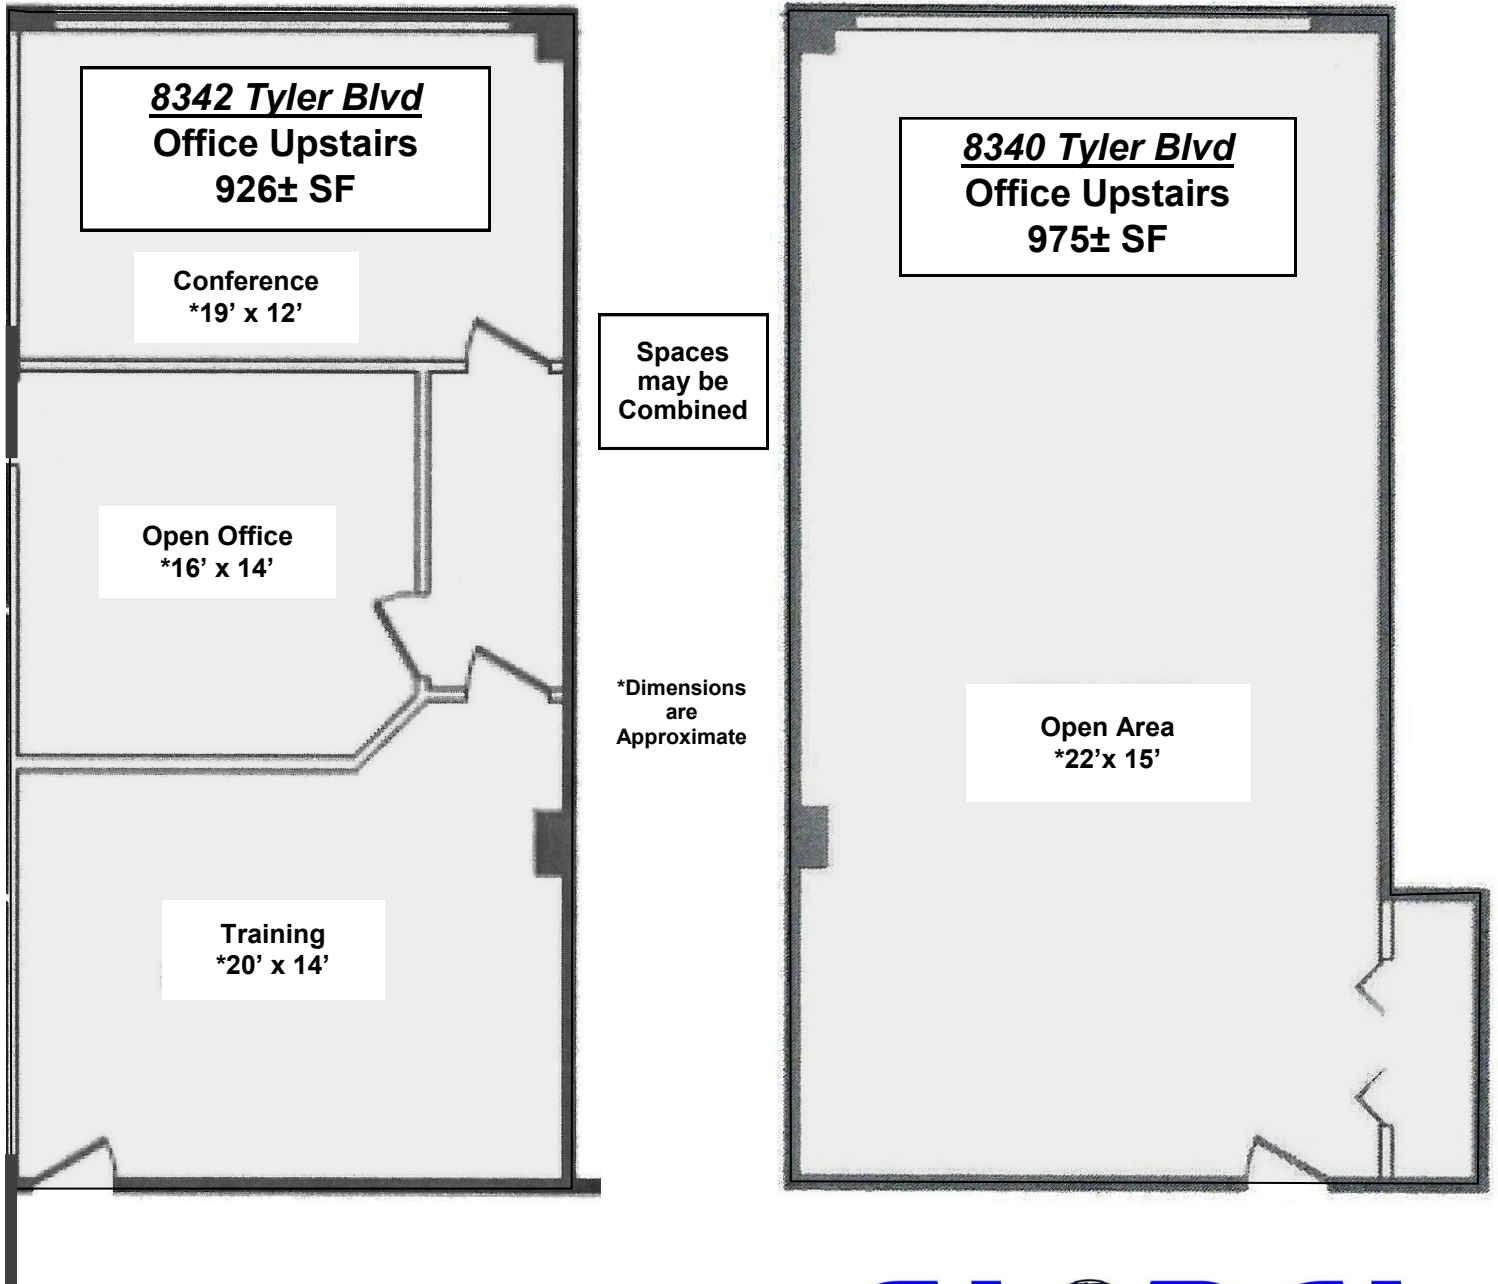 8342 Tyler Blvd
Office Upstairs
926± SF
Conference
*19’ x 12’
Open Office
*16’ x 14’
Training
*20’ x 14’
Spaces
may be
Combined
*Dimensions
are
Approximate
8340 Tyler Blvd
Office Upstairs
975± SF
Open Area
*22’x 15’